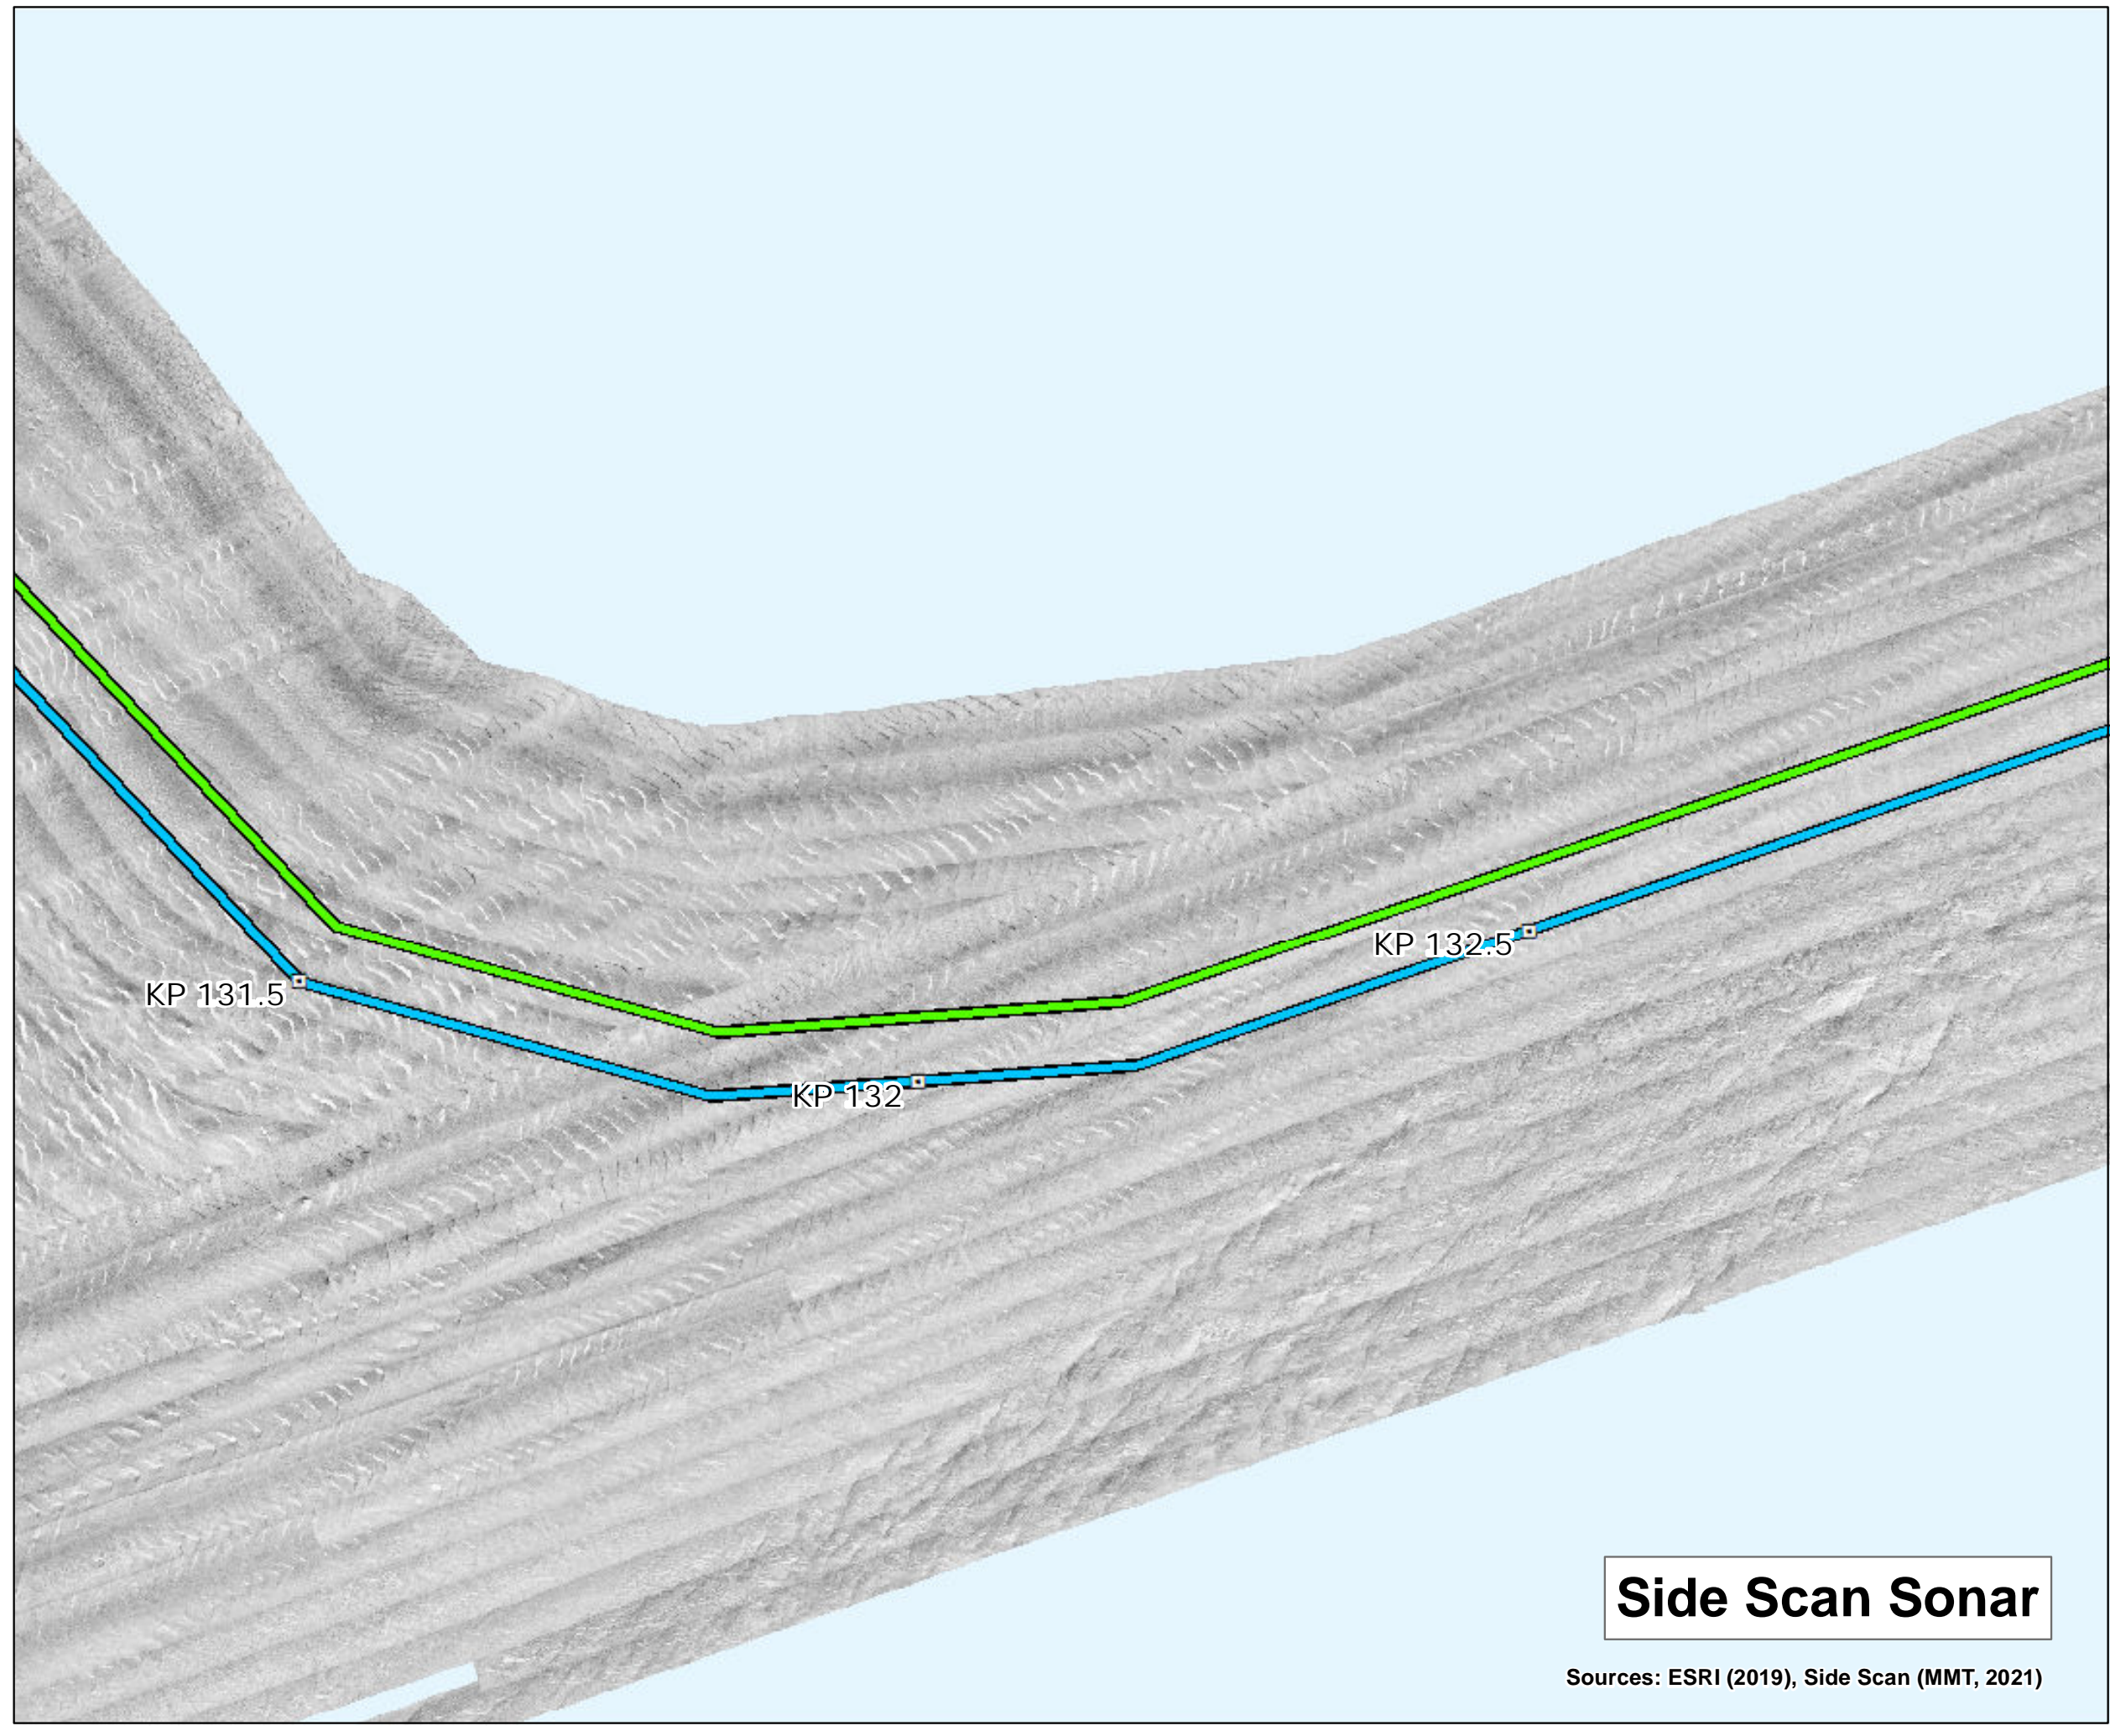 KP 132.5
KP 131.5
KP 132
Side Scan Sonar
Sources: ESRI (2019), Side Scan (MMT, 2021)